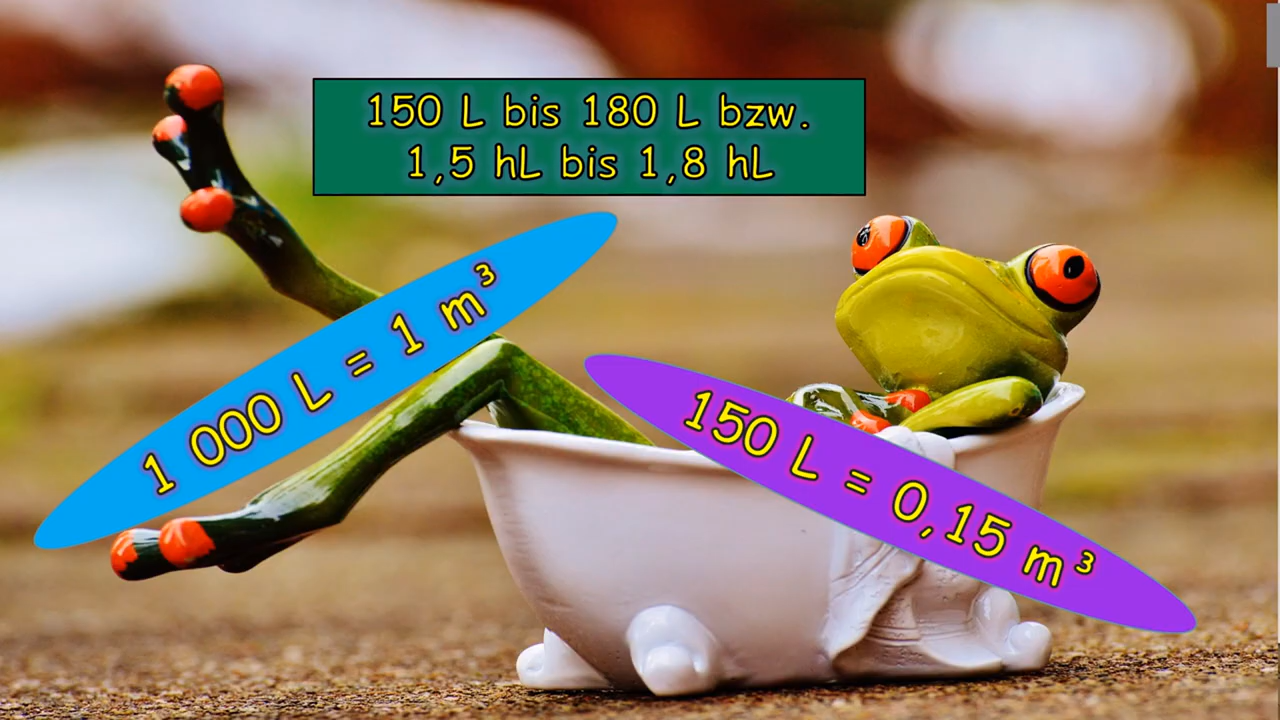 150 L bis 180 L bzw.
1,5 hL bis 1,8 hL
1 000 L = 1 m³
150 L = 0,15 m³